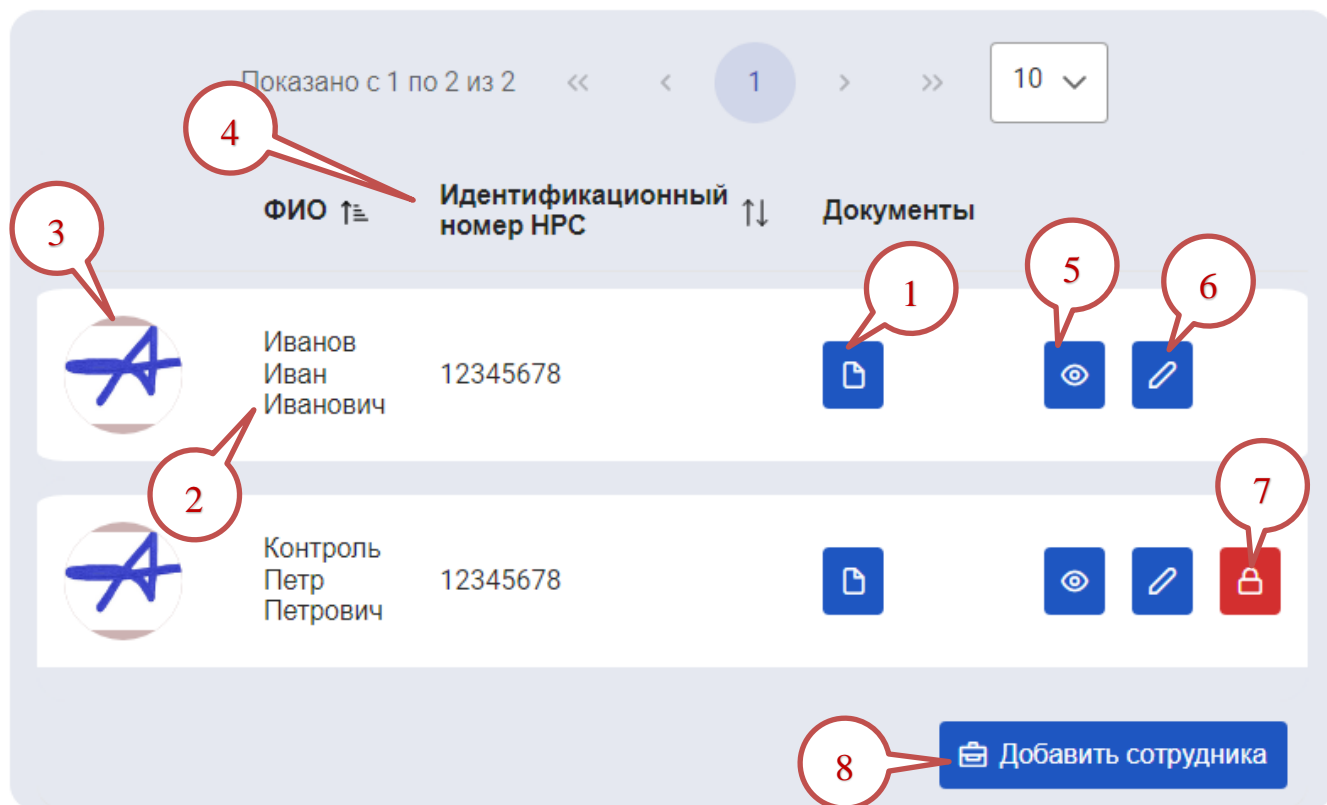 Показано с 1 по 2 из 2 << < 1 > >> 10
4
3
ФИО Идентификационный номер НРС Документы
5
6
1
Иванов
Иван
Иванович
12345678
2
7
Контроль
Петр
Петрович
12345678
8
Добавить сотрудника